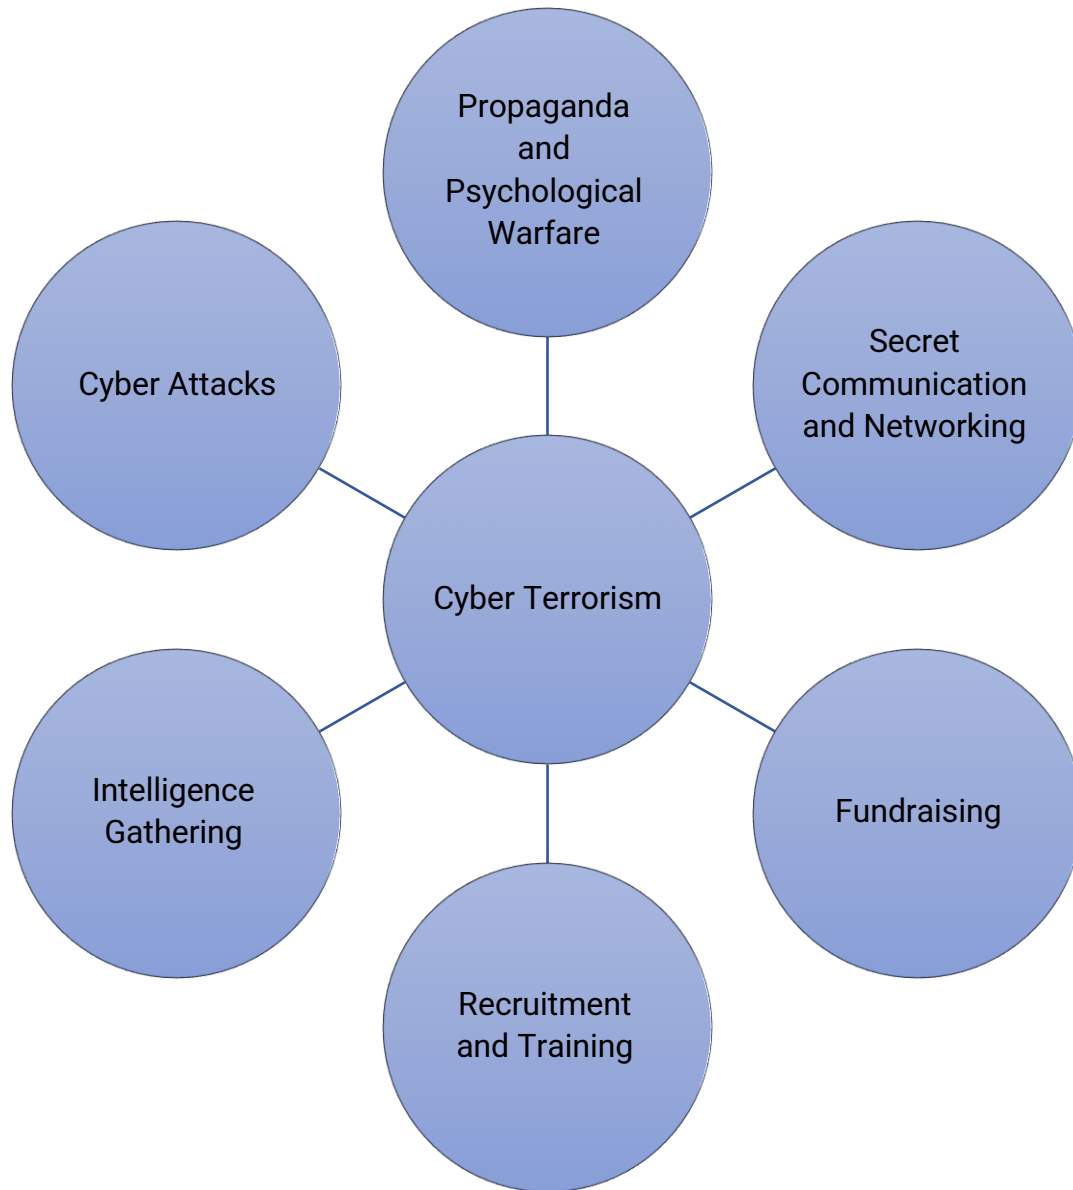 Propaganda
and
Psychological
Warfare
Cyber Attacks
Secret
Communication
and Networking
Cyber Terrorism
Intelligence
Gathering
Fundraising
Recruitment
and Training